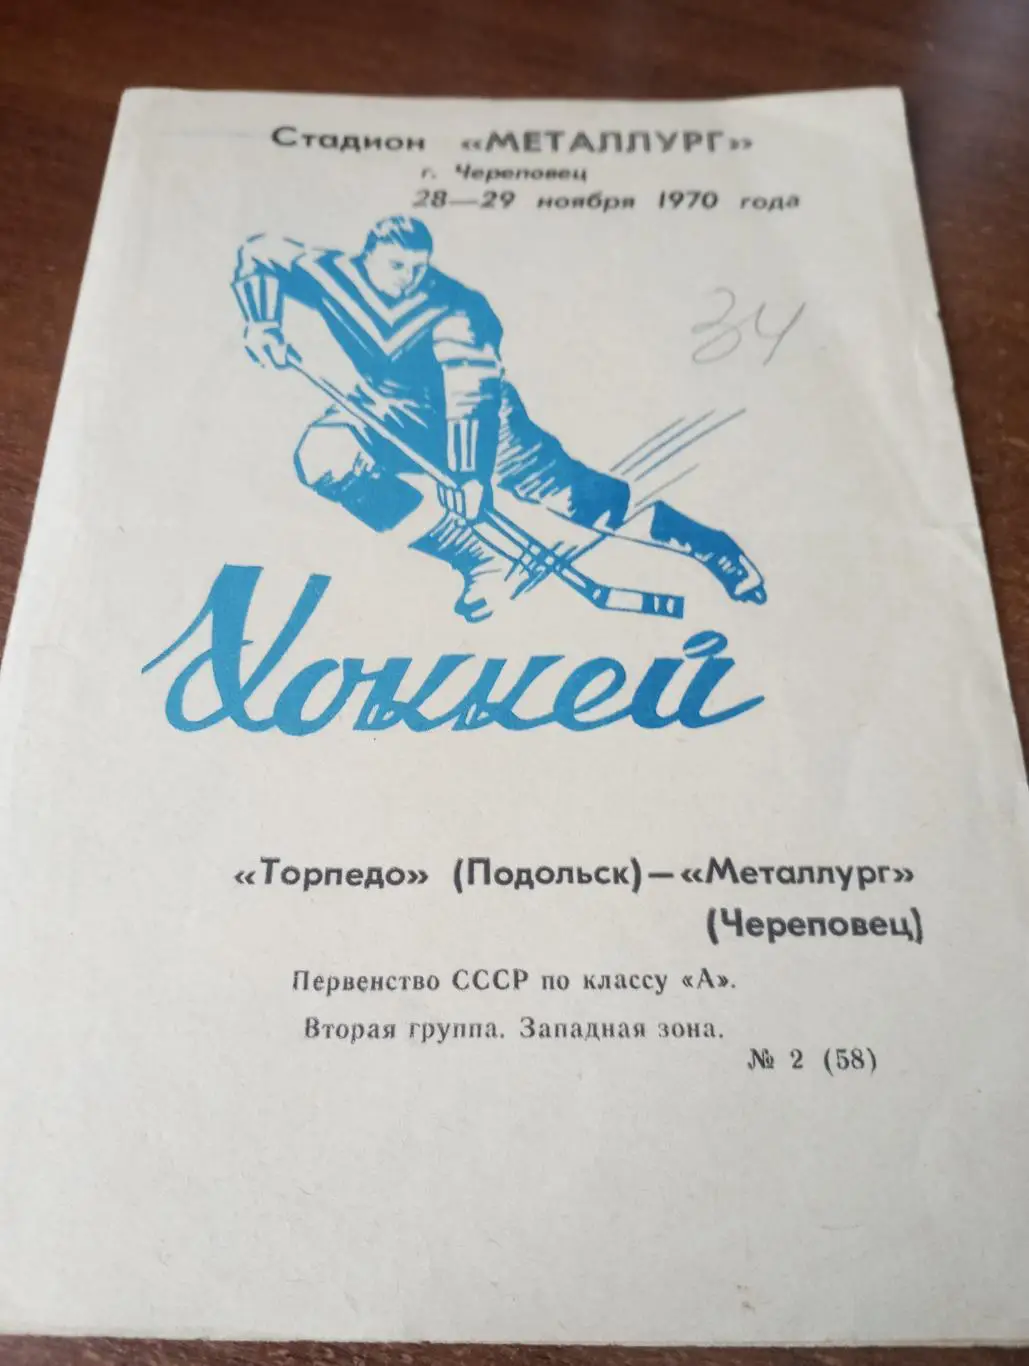 Стадион «МЕТАЛЛУРГ»
г. Череповец
28—29 ноября 1970 года
34
Хоккей
«Торпедо» (Подольск)—«Металлург»
(Череповец)
Первенство СССР по классу «А».
Вторая группа. Западная зона.
№ 2 (58)